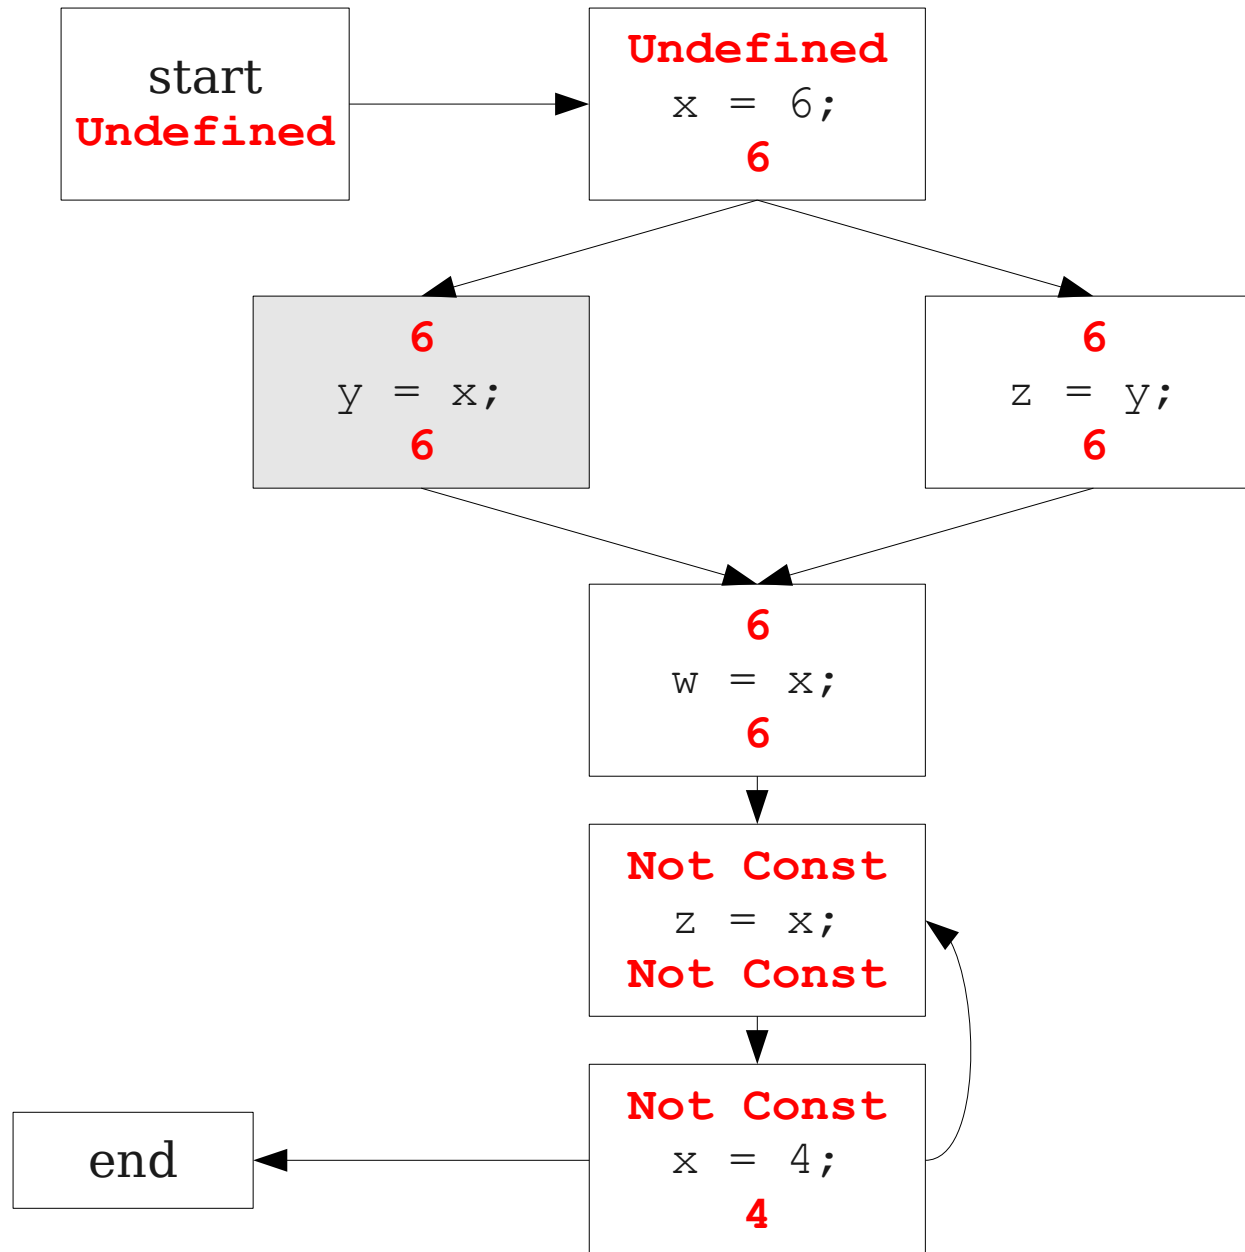 start
Undefined
Undefined
x = 6;
6
6
y = x;
6
6
z = y;
6
6
w = x;
6
Not Const
z = x;
Not Const
Not Const
x = 4;
4
end